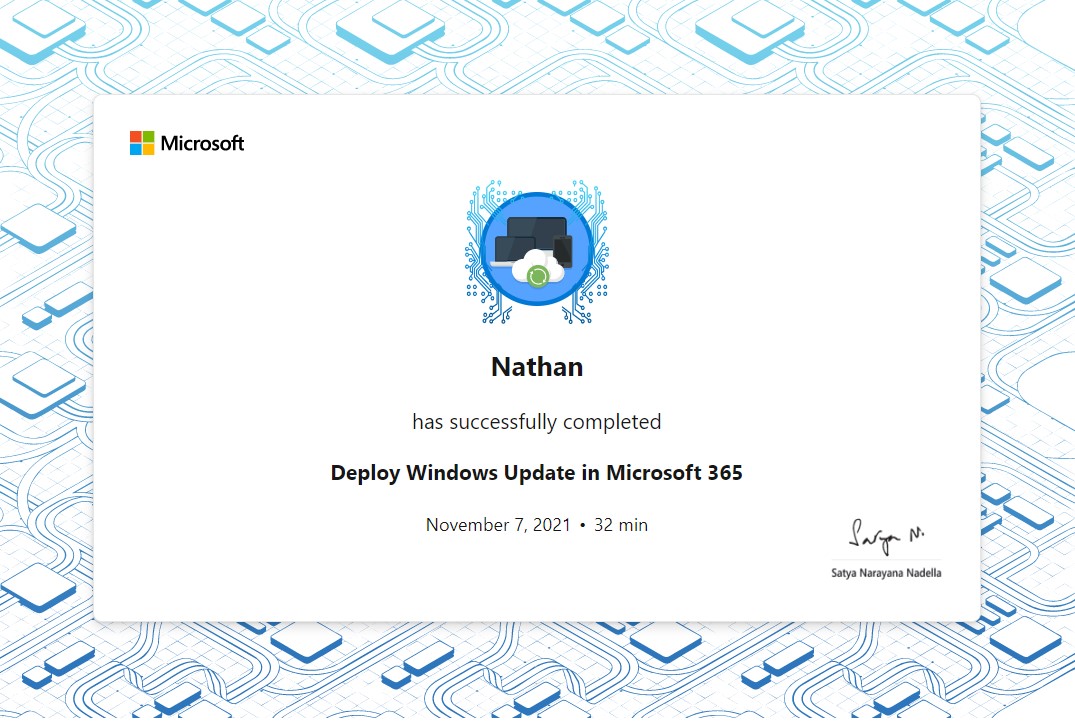 Microsoft
Nathan
has successfully completed
Deploy Windows Update in Microsoft 365
November 7, 2021 • 32 min
Satya N.
Satya Narayana Nadella